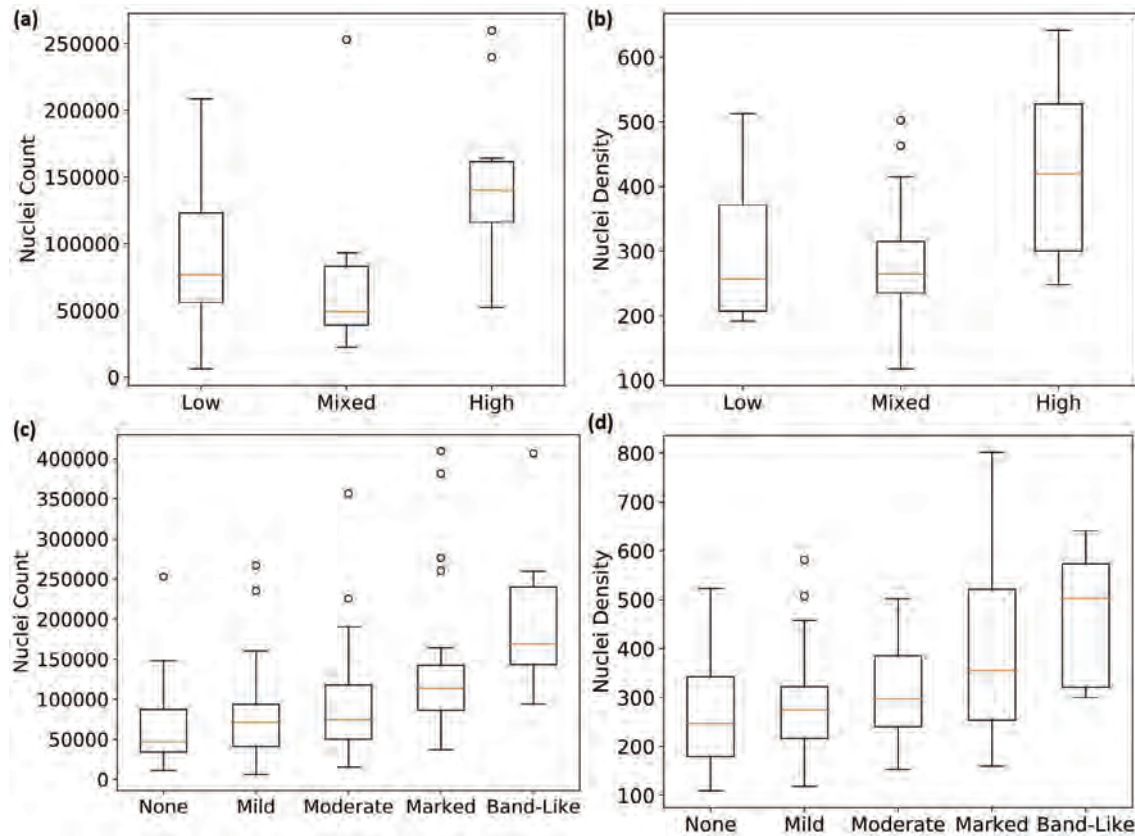 (a)
Nuclei Count
250000
200000
150000
100000
50000
0
Low Mixed High
(b)
Nuclei Density
600
500
400
300
200
100
Low Mixed High
(c)
Nuclei Count
400000
350000
300000
250000
200000
150000
100000
50000
0
None Mild Moderate Marked Band-Like
(d)
Nuclei Density
800
700
600
500
400
300
200
100
None Mild Moderate Marked Band-Like